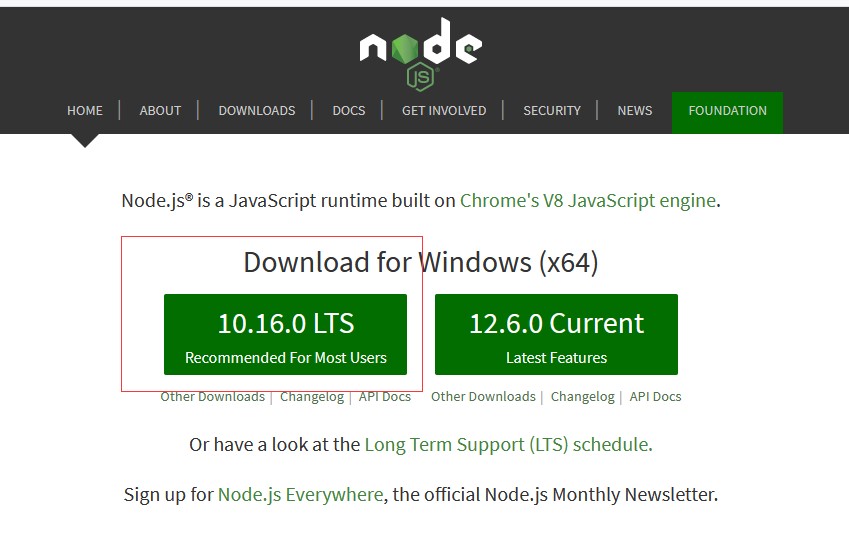 node
JS
HOME ABOUT DOWNLOADS DOCS GET INVOLVED SECURITY NEWS FOUNDATION
Node.js® is a JavaScript runtime built on Chrome's V8 JavaScript engine.
Download for Windows (x64)
10.16.0 LTS
Recommended For Most Users
12.6.0 Current
Latest Features
Other Downloads | Changelog | API Docs
Other Downloads | Changelog | API Docs
Or have a look at the Long Term Support (LTS) schedule.
Sign up for Node.js Everywhere, the official Node.js Monthly Newsletter.